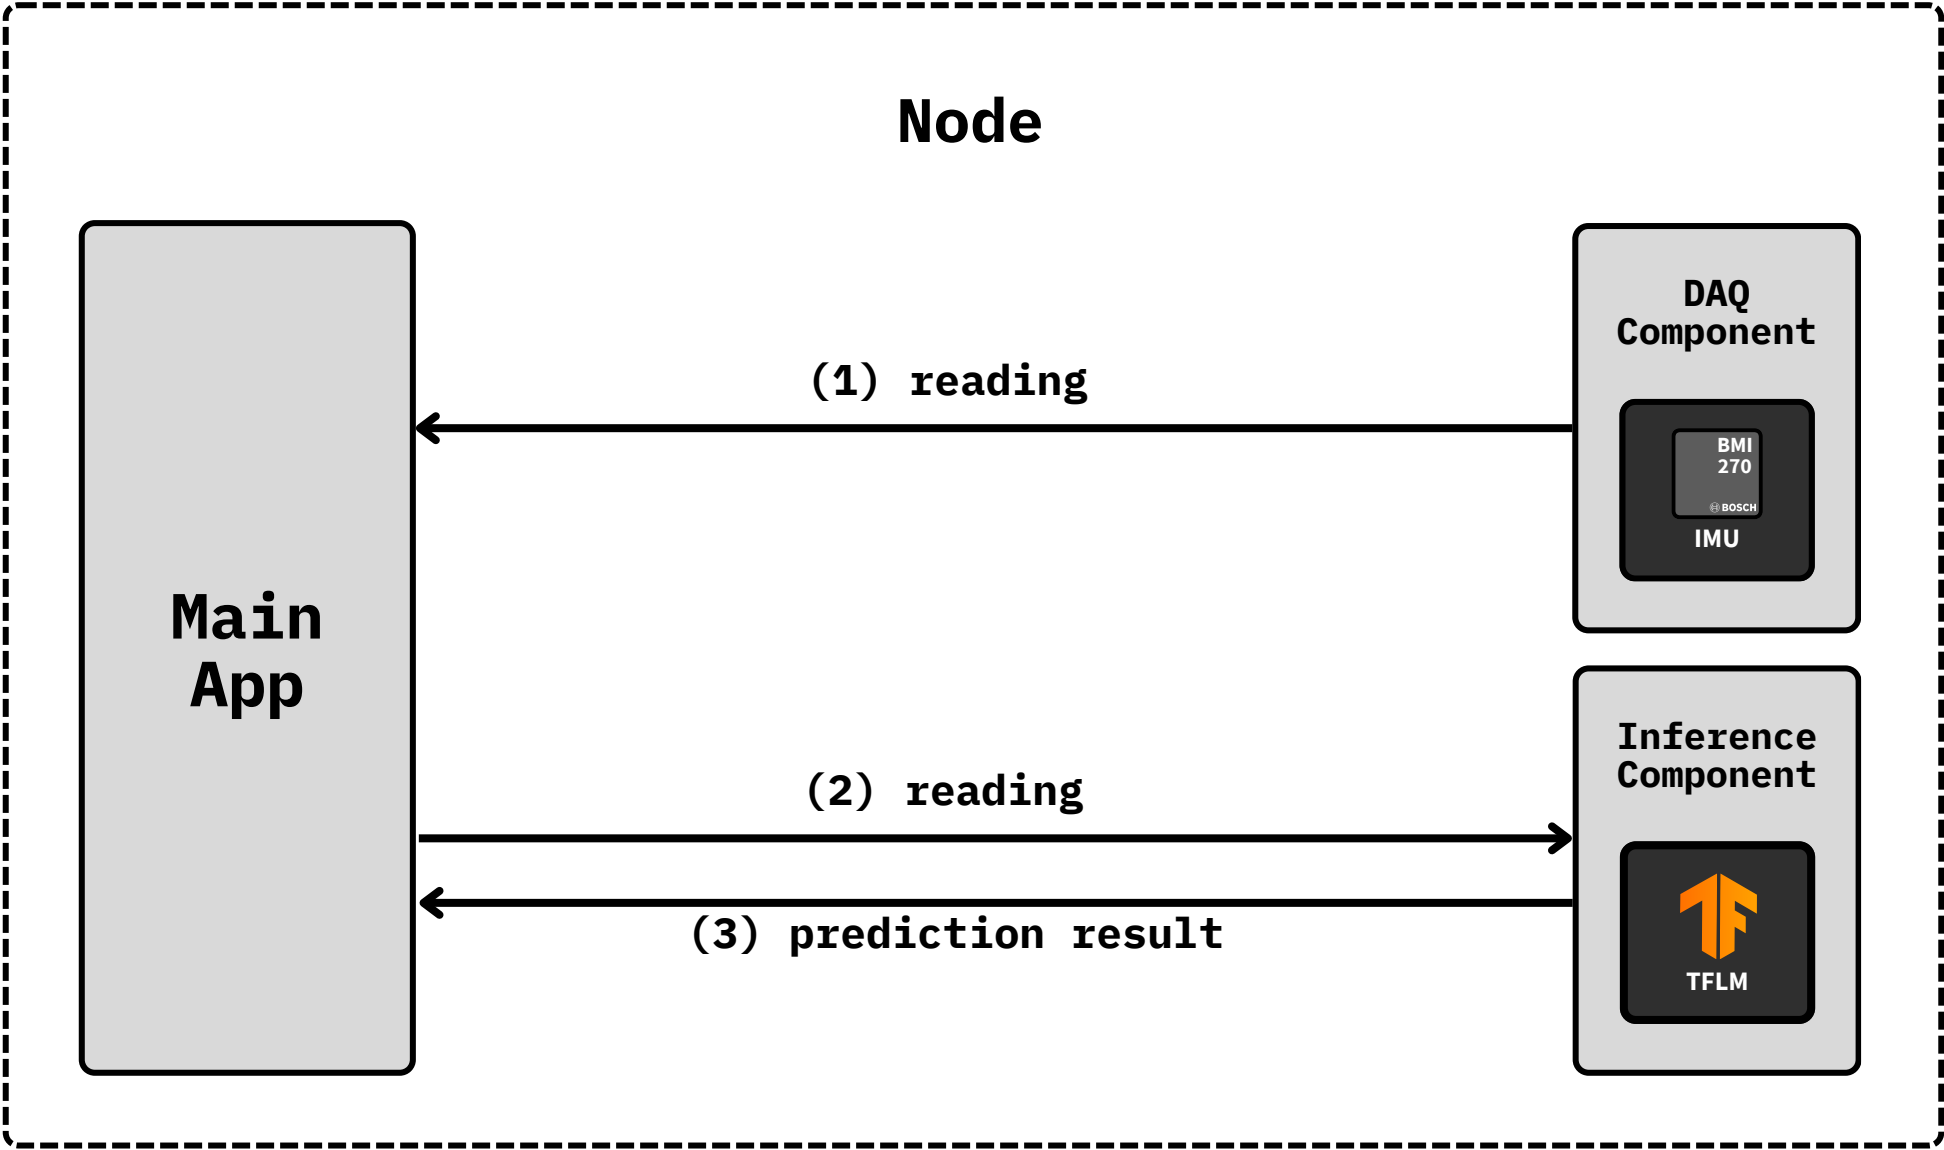 Node
Main
App
(1) reading
DAQ
Component
BMI
270
BOSCH
IMU
(2) reading
(3) prediction result
Inference
Component
TFLM